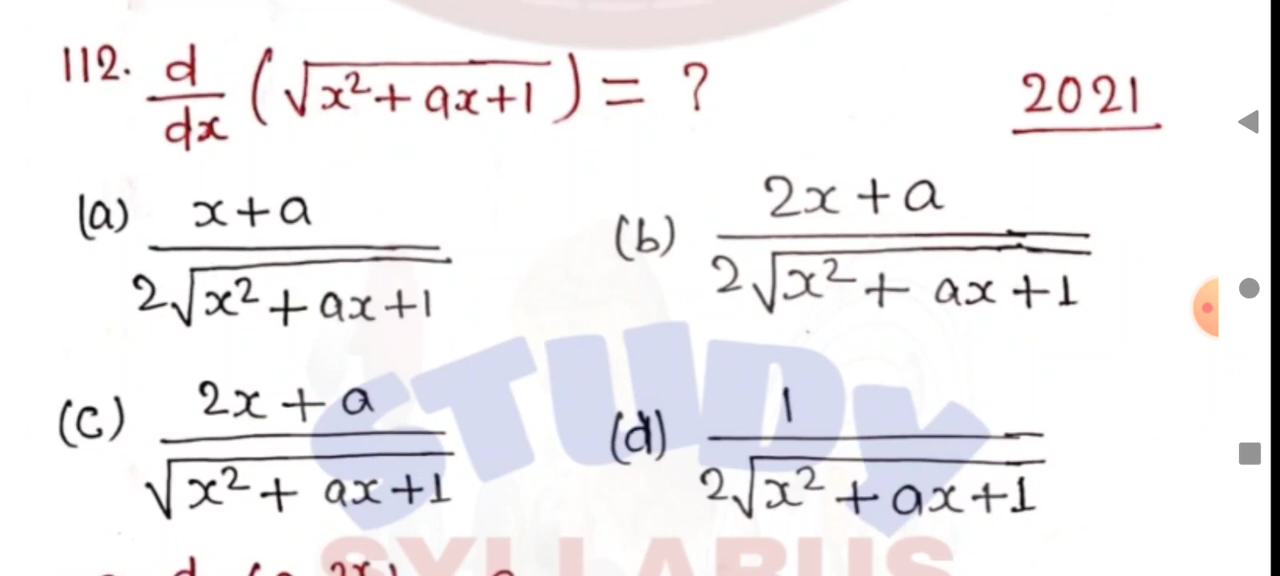 112. d/dx (√x²+ax+1) = ? 2021
(a) x+a / 2√x²+ax+1 (b) 2x+a / 2√x²+ax+1
(c) 2x+a / √x²+ax+1 (d) 1 / 2√x²+ax+1
STUDY
SYLLABUS